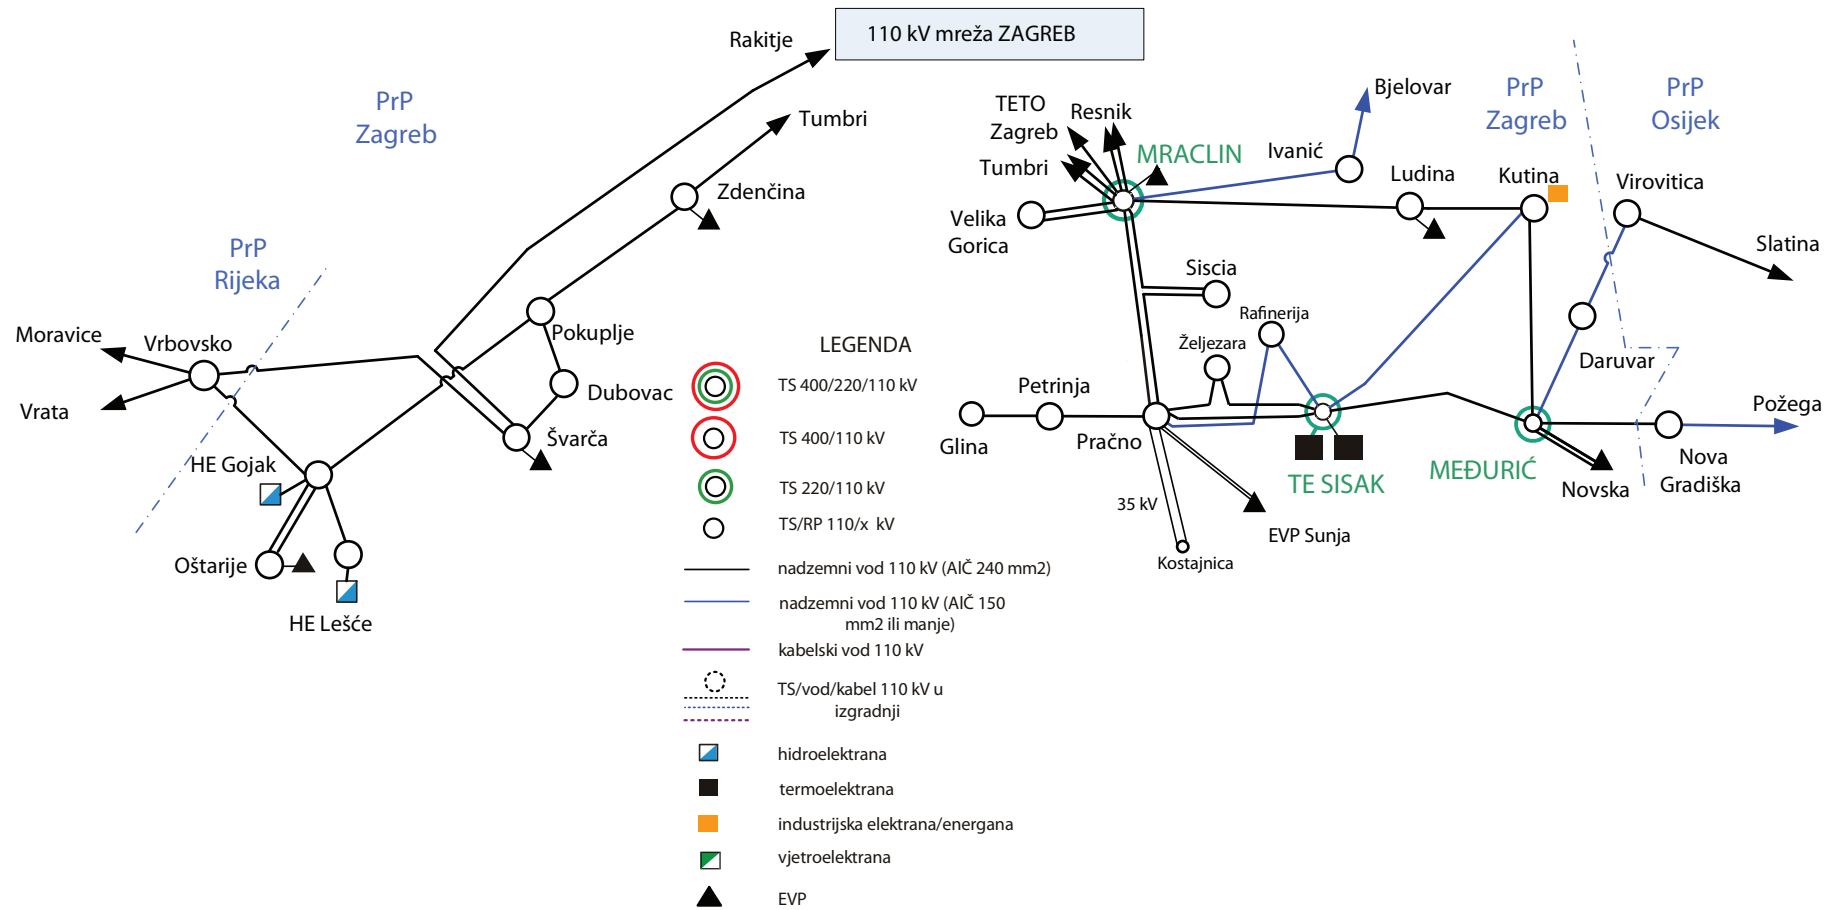 110 kV mreža ZAGREB
Rakitje
PrP
Zagreb
Tumbri
Zdenčina
PrP
Rijeka
Moravice
Vrbovsko
Vrata
Pokuplje
Dubovac
Švarča
HE Gojak
Oštarije
HE Lešće
TETO
Zagreb
Resnik
Tumbri
MRACLIN
Velika
Gorica
Ivanić
Bjelovar
Ludina
Kutina
PrP
Zagreb
PrP
Osijek
Virovitica
Slatina
Siscia
Rafinerija
Željezara
Petrinja
Glina
Pračno
TE SISAK
MEĐURIĆ
Daruvar
Požega
Nova
Gradiška
Novska
35 kV
EVP Sunja
Kostajnica
LEGENDA
TS 400/220/110 kV
TS 400/110 kV
TS 220/110 kV
TS/RP 110/x kV
nadzemni vod 110 kV (AlČ 240 mm2)
nadzemni vod 110 kV (AlČ 150
mm2 ili manje)
kabelski vod 110 kV
TS/vod/kabel 110 kV u
izgradnji
hidroelektrana
termoelektrana
industrijska elektrana/energana
vjetroelektrana
EVP